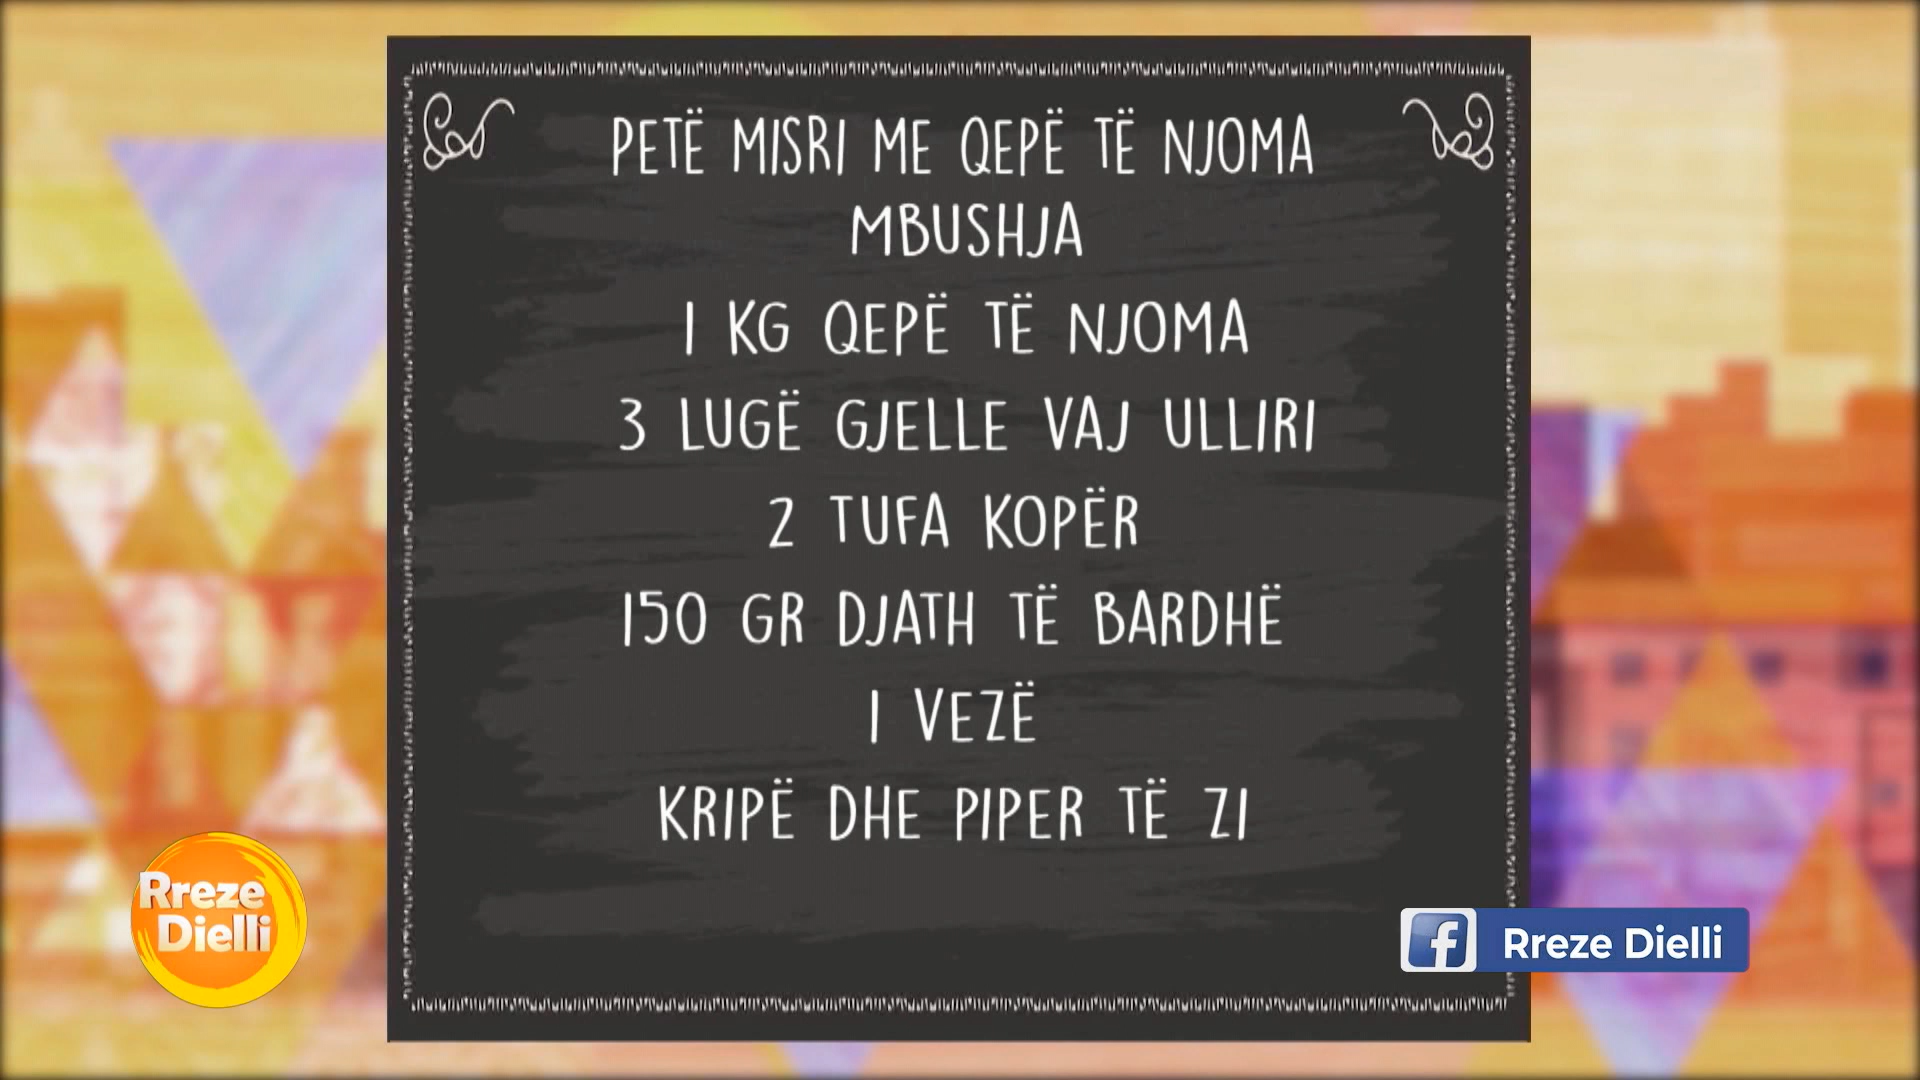 PETË MISRI ME QEPË TË NJOMA
MBUSHJA
1 KG QEPË TË NJOMA
3 LUGË GJELLE VAJ ULLIRI
2 TUFA KOPËR
150 GR DJATH TË BARDHË
1 VEZË
KRIPË DHE PIPER TË ZI
Rreze
Dielli
f Rreze Dielli